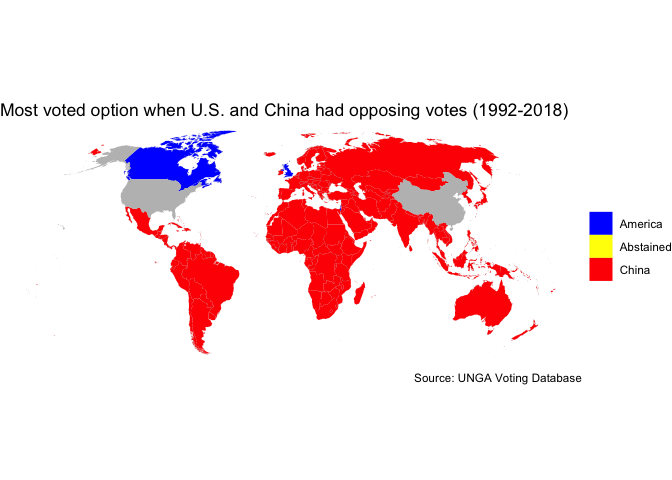 Most voted option when U.S. and China had opposing votes (1992-2018)
America
Abstained
China
Source: UNGA Voting Database